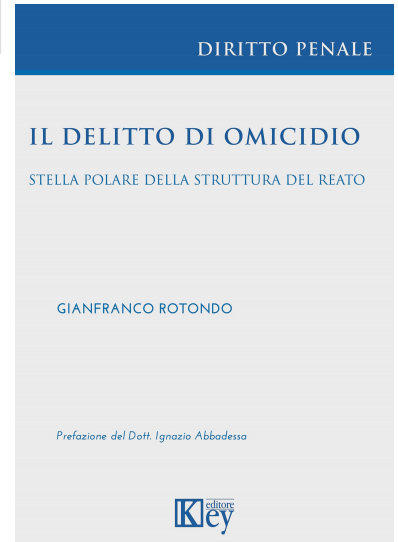 DIRITTO PENALE
IL DELITTO DI OMICIDIO
STELLA POLARE DELLA STRUTTURA DEL REATO
GIANFRANCO ROTONDO
Prefazione del Dott. Ignazio Abbadessa
Key editore